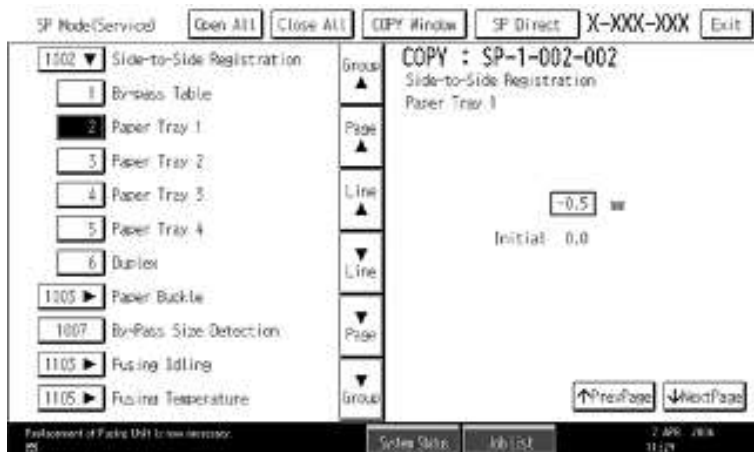 SP Mode(Service) Open All Close All COPY Window SP Direct X-XXX-XXX Exit
1002 ▼ Side-to-Side Registration
1 By-pass Table
2 Paper Tray 1
3 Paper Tray 2
4 Paper Tray 3
5 Paper Tray 4
6 Duplex
1003 ► Paper Buckle
1007 By-Pass Size Detection
1103 ► Fusing Idling
1105 ► Fusing Temperature
Group ▲
Page ▲
Line ▲
▼ Line
▼ Page
▼ Group
COPY : SP-1-002-002
Side-to-Side Registration
Paper Tray 1
-0.5 mm
Initial 0.0
↑PrevPage ↓NextPage
Replacement of Fusing Unit is now necessary.
System Status Job List
2 APR 2006
11:29